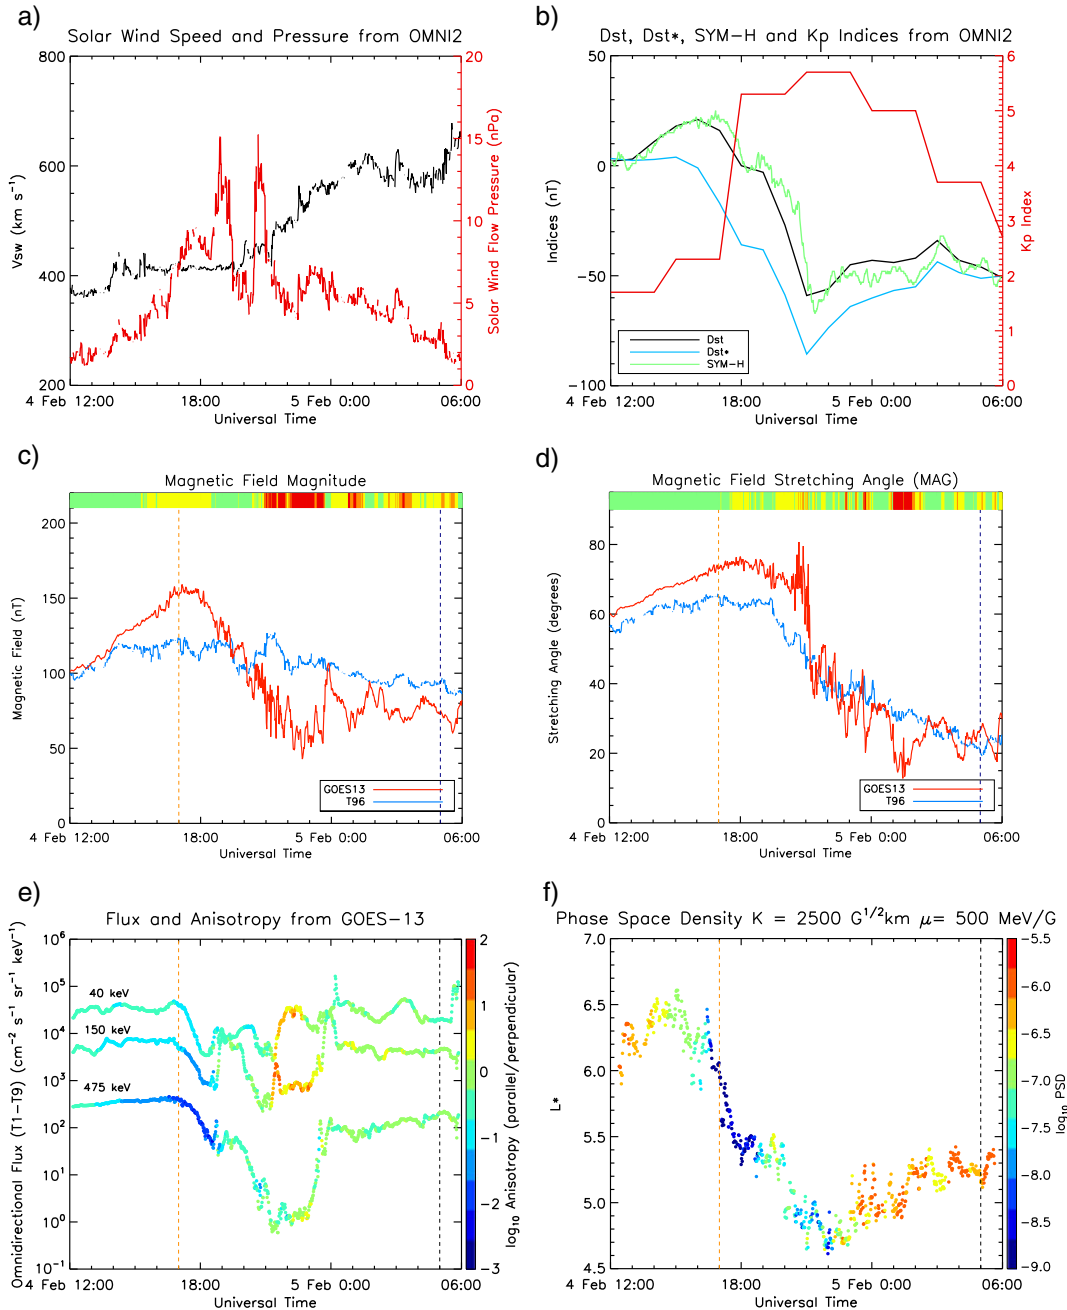 a)
Solar Wind Speed and Pressure from OMNI2
800
600
400
200
Vsw (km s⁻¹)
20
15
10
5
0
Solar Wind Flow Pressure (nPa)
4 Feb 12:00 18:00 5 Feb 0:00 06:00
Universal Time
b)
Dst, Dst*, SYM−H and Kp Indices from OMNI2
50
0
−50
−100
Indices (nT)
6
5
4
3
2
1
0
Kp Index
Dst
Dst*
SYM−H
4 Feb 12:00 18:00 5 Feb 0:00 06:00
Universal Time
c)
Magnetic Field Magnitude
200
150
100
50
0
Magnetic Field (nT)
GOES13
T96
4 Feb 12:00 18:00 5 Feb 0:00 06:00
Universal Time
d)
Magnetic Field Stretching Angle (MAG)
80
60
40
20
0
Stretching Angle (degrees)
GOES13
T96
4 Feb 12:00 18:00 5 Feb 0:00 06:00
Universal Time
e)
Flux and Anisotropy from GOES−13
10⁶
10⁵
10⁴
10³
10²
10¹
10⁰
10⁻¹
Omnidirectional Flux (T1−T9) (cm⁻² s⁻¹ sr⁻¹ keV⁻¹)
40 keV
150 keV
475 keV
2
1
0
−1
−2
−3
log₁₀ Anisotropy (parallel/perpendicular)
4 Feb 12:00 18:00 5 Feb 0:00 06:00
Universal Time
f)
Phase Space Density K = 2500 G¹/²km μ= 500 MeV/G
7.0
6.5
6.0
5.5
5.0
4.5
L*
−5.5
−6.0
−6.5
−7.0
−7.5
−8.0
−8.5
−9.0
log₁₀ PSD
4 Feb 12:00 18:00 5 Feb 0:00 06:00
Universal Time